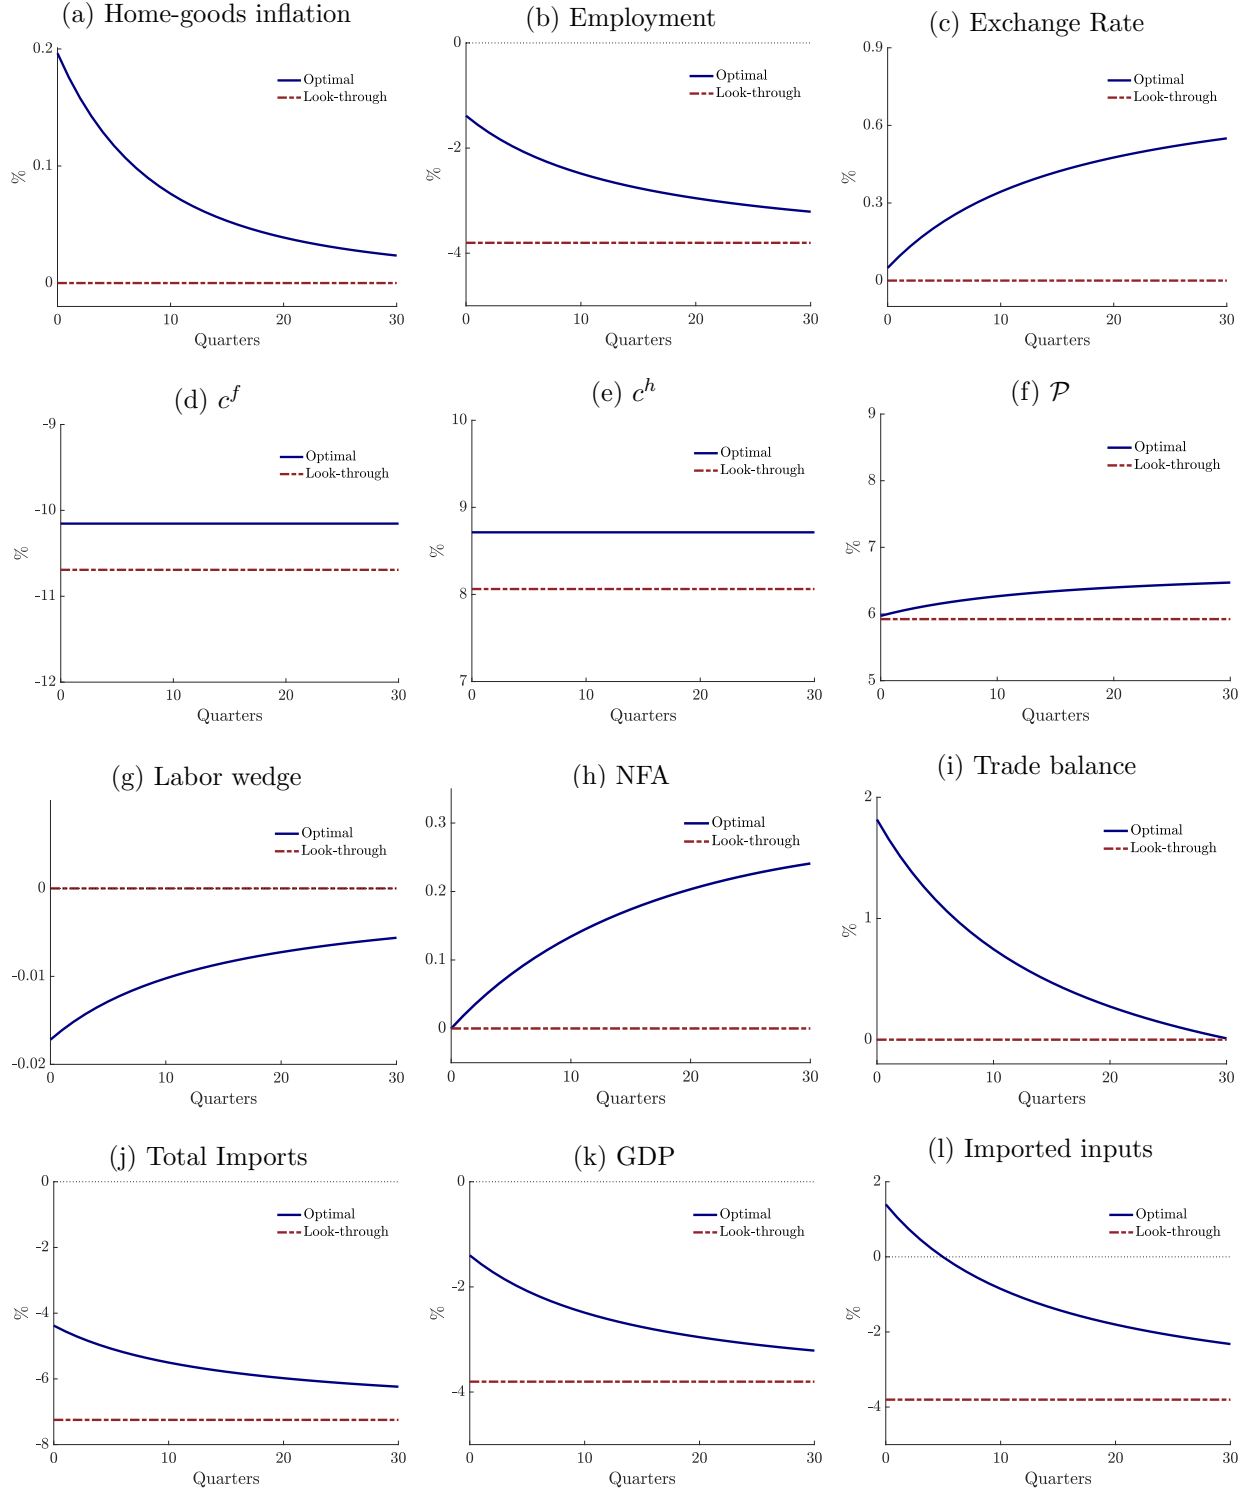 (a) Home-goods inflation
0.2
0.1
0
%
Optimal
Look-through
0
10
20
30
Quarters
(b) Employment
0
-2
-4
%
Optimal
Look-through
0
10
20
30
Quarters
(c) Exchange Rate
0.9
0.6
0.3
0
%
Optimal
Look-through
0
10
20
30
Quarters
(d) c^f
-9
-10
-11
-12
%
Optimal
Look-through
0
10
20
30
Quarters
(e) c^h
10
9
8
7
%
Optimal
Look-through
0
10
20
30
Quarters
(f) 𝒫
9
8
7
6
5
%
Optimal
Look-through
0
10
20
30
Quarters
(g) Labor wedge
0
-0.01
-0.02
Optimal
Look-through
0
10
20
30
Quarters
(h) NFA
0.3
0.2
0.1
0
Optimal
Look-through
0
10
20
30
Quarters
(i) Trade balance
2
1
0
%
Optimal
Look-through
0
10
20
30
Quarters
(j) Total Imports
0
-2
-4
-6
-8
%
Optimal
Look-through
0
10
20
30
Quarters
(k) GDP
0
-2
-4
%
Optimal
Look-through
0
10
20
30
Quarters
(l) Imported inputs
2
0
-2
-4
%
Optimal
Look-through
0
10
20
30
Quarters